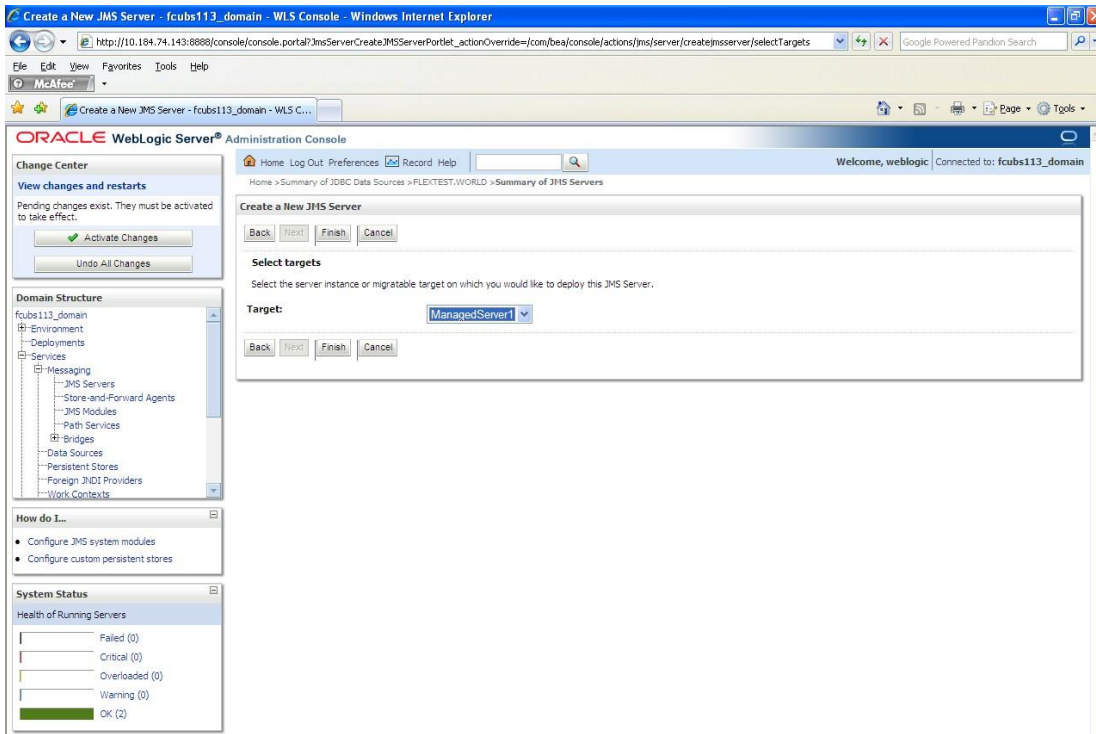 Create a New JMS Server - fcubs113_domain - WLS Console - Windows Internet Explorer
http://10.184.74.143:8888/console/console.portal?JmsServerCreateJMSServerPortlet_actionOverride=/com/bea/console/actions/jms/server/createjmsserver/selectTargets
Google Powered Pandion Search
File Edit View Favorites Tools Help
McAfee
Create a New JMS Server - fcubs113_domain - WLS C...
Page Tools
ORACLE WebLogic Server® Administration Console
Change Center
View changes and restarts
Pending changes exist. They must be activated
to take effect.
Activate Changes
Undo All Changes
Domain Structure
fcubs113_domain
Environment
Deployments
Services
Messaging
JMS Servers
Store-and-Forward Agents
JMS Modules
Path Services
Bridges
Data Sources
Persistent Stores
Foreign JNDI Providers
Work Contexts
How do I...
Configure JMS system modules
Configure custom persistent stores
System Status
Health of Running Servers
Failed (0)
Critical (0)
Overloaded (0)
Warning (0)
OK (2)
Home Log Out Preferences Record Help
Welcome, weblogic Connected to: fcubs113_domain
Home >Summary of JDBC Data Sources >FLEXTEST.WORLD >Summary of JMS Servers
Create a New JMS Server
Back Next Finish Cancel
Select targets
Select the server instance or migratable target on which you would like to deploy this JMS Server.
Target: ManagedServer1
Back Next Finish Cancel